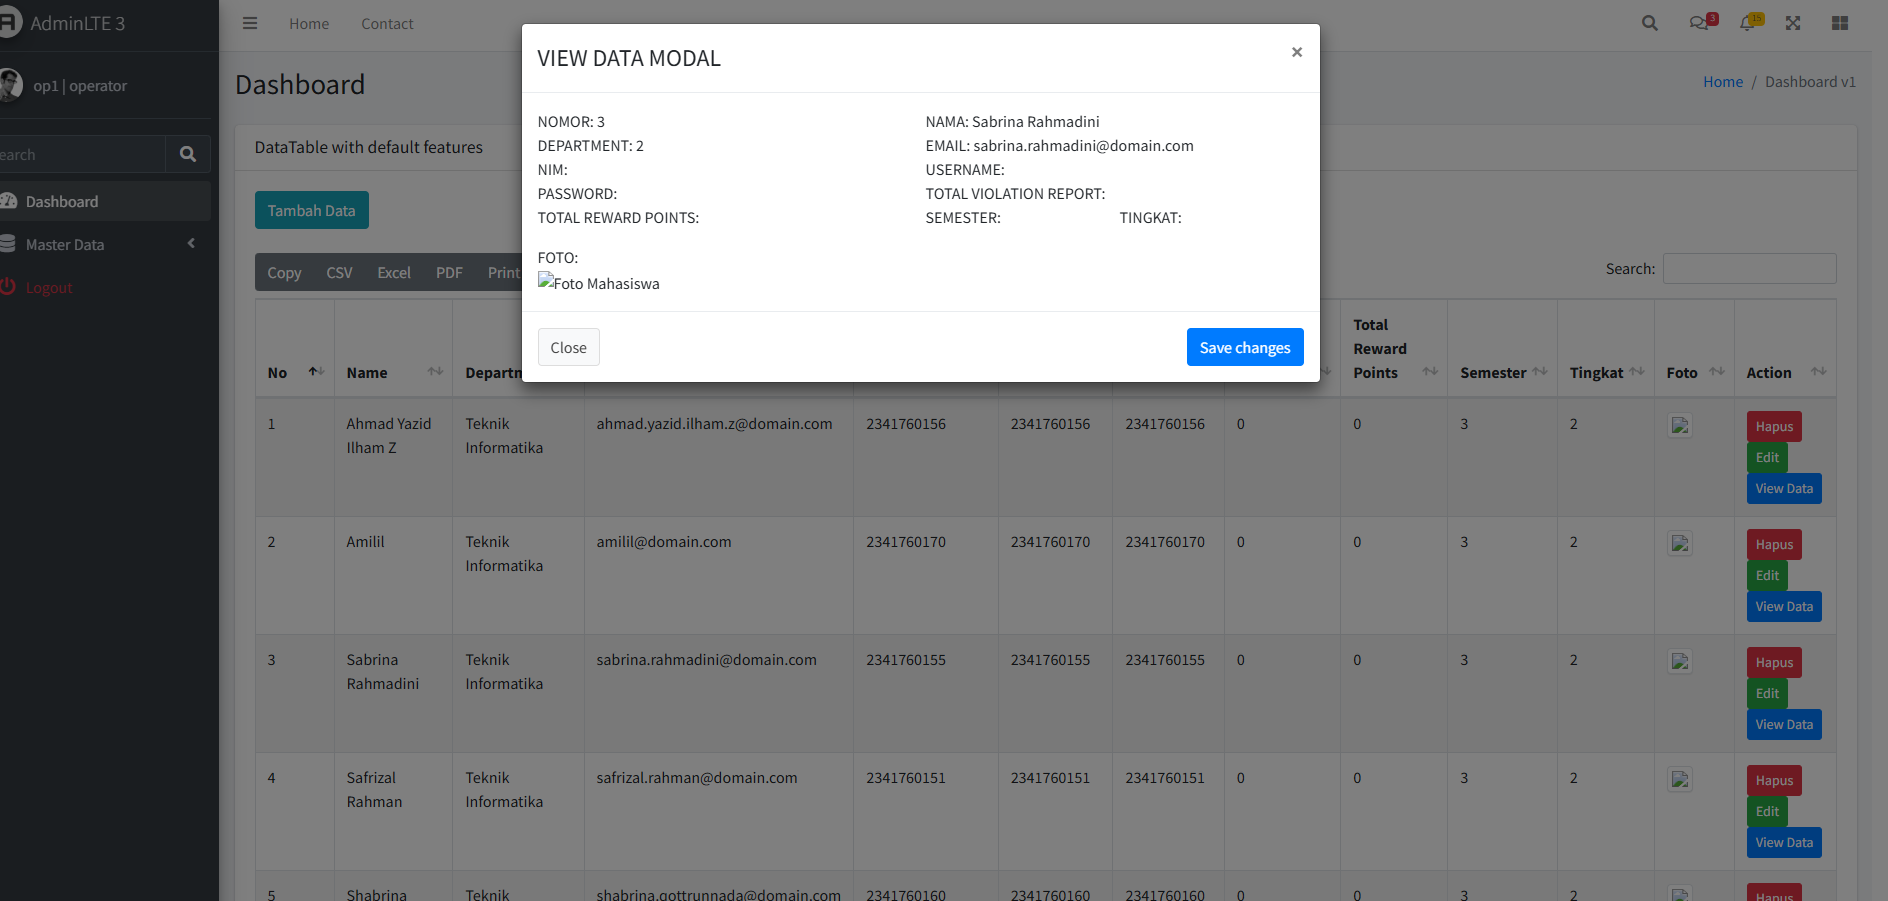 AdminLTE 3
Home Contact
3
15
op1 | operator
Dashboard
Home / Dashboard v1
earch
Dashboard
Master Data
Logout
DataTable with default features
Tambah Data
Copy CSV Excel PDF Print
Search:
VIEW DATA MODAL
×
NOMOR: 3 NAMA: Sabrina Rahmadini
DEPARTMENT: 2 EMAIL: sabrina.rahmadini@domain.com
NIM: USERNAME:
PASSWORD: TOTAL VIOLATION REPORT:
TOTAL REWARD POINTS: SEMESTER: TINGKAT:
FOTO:
Foto Mahasiswa
Close Save changes
No Name Departn Total Reward Points Semester Tingkat Foto Action
1 Ahmad Yazid Teknik ahmad.yazid.ilham.z@domain.com 2341760156 2341760156 2341760156 0 0 3 2 Hapus
Ilham Z Informatika
Edit
View Data
2 Amilil Teknik amilil@domain.com 2341760170 2341760170 2341760170 0 0 3 2 Hapus
Informatika
Edit
View Data
3 Sabrina Teknik sabrina.rahmadini@domain.com 2341760155 2341760155 2341760155 0 0 3 2 Hapus
Rahmadini Informatika
Edit
View Data
4 Safrizal Teknik safrizal.rahman@domain.com 2341760151 2341760151 2341760151 0 0 3 2 Hapus
Rahman Informatika
Edit
View Data
5 Shabrina Teknik shabrina.qottrunnada@domain.com 2341760160 2341760160 2341760160 0 0 3 2 Hapus